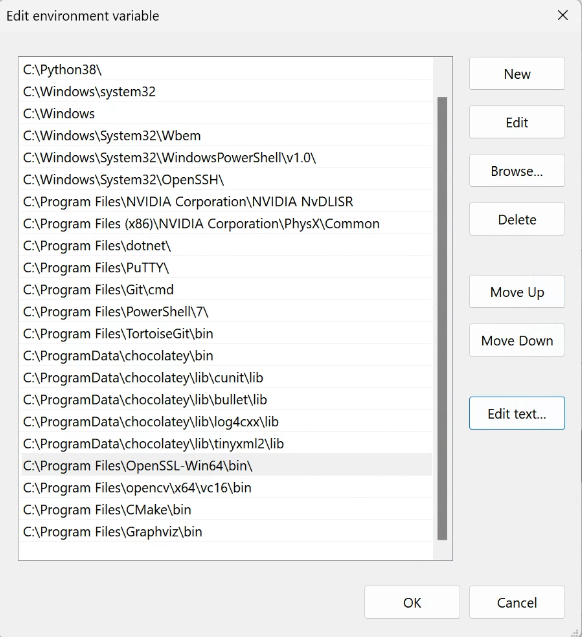 Edit environment variable
C:\Python38\
C:\Windows\system32
C:\Windows
C:\Windows\System32\Wbem
C:\Windows\System32\WindowsPowerShell\v1.0\
C:\Windows\System32\OpenSSH\
C:\Program Files\NVIDIA Corporation\NVIDIA NvDLISR
C:\Program Files (x86)\NVIDIA Corporation\PhysX\Common
C:\Program Files\dotnet\
C:\Program Files\PuTTY\
C:\Program Files\Git\cmd
C:\Program Files\PowerShell\7\
C:\Program Files\TortoiseGit\bin
C:\ProgramData\chocolatey\bin
C:\ProgramData\chocolatey\lib\cunit\lib
C:\ProgramData\chocolatey\lib\bullet\lib
C:\ProgramData\chocolatey\lib\log4cxx\lib
C:\ProgramData\chocolatey\lib\tinyxml2\lib
C:\Program Files\OpenSSL-Win64\bin\
C:\Program Files\opencv\x64\vc16\bin
C:\Program Files\CMake\bin
C:\Program Files\Graphviz\bin
New
Edit
Browse...
Delete
Move Up
Move Down
Edit text...
OK
Cancel